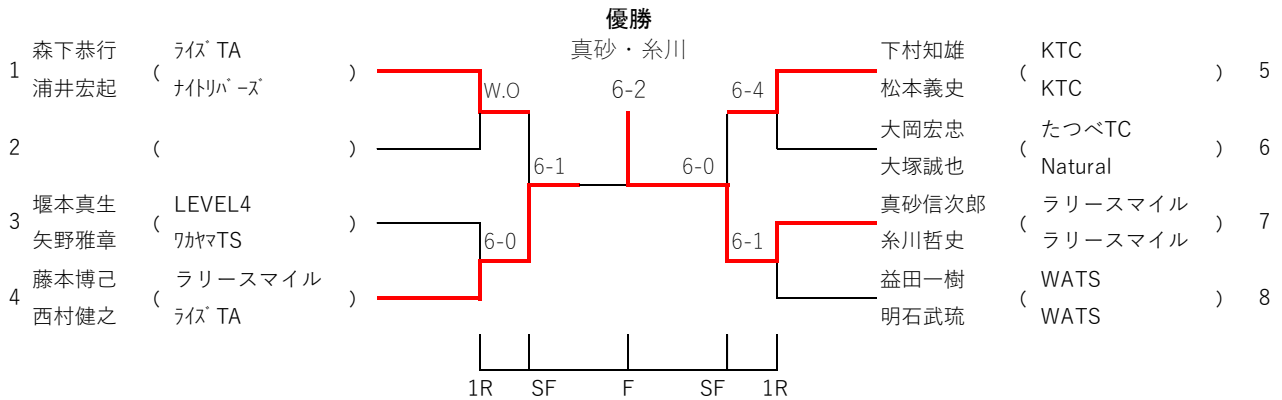 優勝
真砂・糸川
1 森下恭行 ( ﾗｲｽﾞTA )
浦井宏起 ﾅｲﾄﾘﾊﾞｰｽﾞ
2 ( )
3 堰本真生 ( LEVEL4 )
矢野雅章 ﾜｶﾔﾏTS
4 藤本博己 ( ラリースマイル )
西村健之 ﾗｲｽﾞTA
W.O
6-0
6-1
6-2
6-0
6-4
6-1
下村知雄 ( KTC ) 5
松本義史 KTC
大岡宏忠 ( たつべTC ) 6
大塚誠也 Natural
真砂信次郎 ( ラリースマイル ) 7
糸川哲史 ラリースマイル
益田一樹 ( WATS ) 8
明石武琉 WATS
1R SF F SF 1R